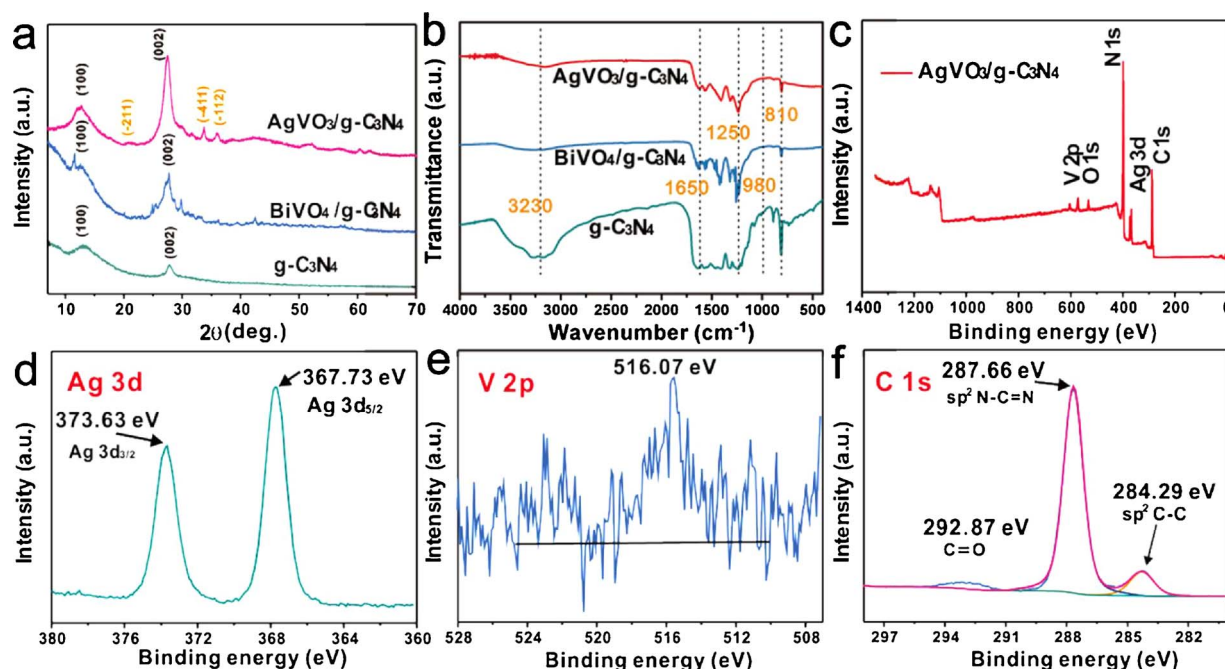 a
(100)
(002)
(-211)
(-411)
(-112)
AgVO₃/g-C₃N₄
(100)
(002)
BiVO₄/g-C₃N₄
(100)
(002)
g-C₃N₄
Intensity (a.u.)
10 20 30 40 50 60 70
2θ(deg.)
b
AgVO₃/g-C₃N₄
1250
810
BiVO₄/g-C₃N₄
1650
980
3230
g-C₃N₄
Transmittance (a.u.)
4000 3500 3000 2500 2000 1500 1000 500
Wavenumber (cm⁻¹)
c
AgVO₃/g-C₃N₄
N1s
V 2p
O1s
Ag 3d
C1s
Intensity (a.u.)
1400 1200 1000 800 600 400 200
Binding energy (eV)
d
Ag 3d
367.73 eV
Ag 3d₅/₂
373.63 eV
Ag 3d₃/₂
Intensity (a.u.)
380 376 372 368 364 360
Binding energy (eV)
e
V 2p
516.07 eV
Intensity (a.u.)
528 524 520 516 512 508
Binding energy (eV)
f
C 1s
287.66 eV
sp² N-C=N
284.29 eV
sp² C-C
292.87 eV
C=O
Intensity (a.u.)
297 294 291 288 285 282
Binding energy (eV)